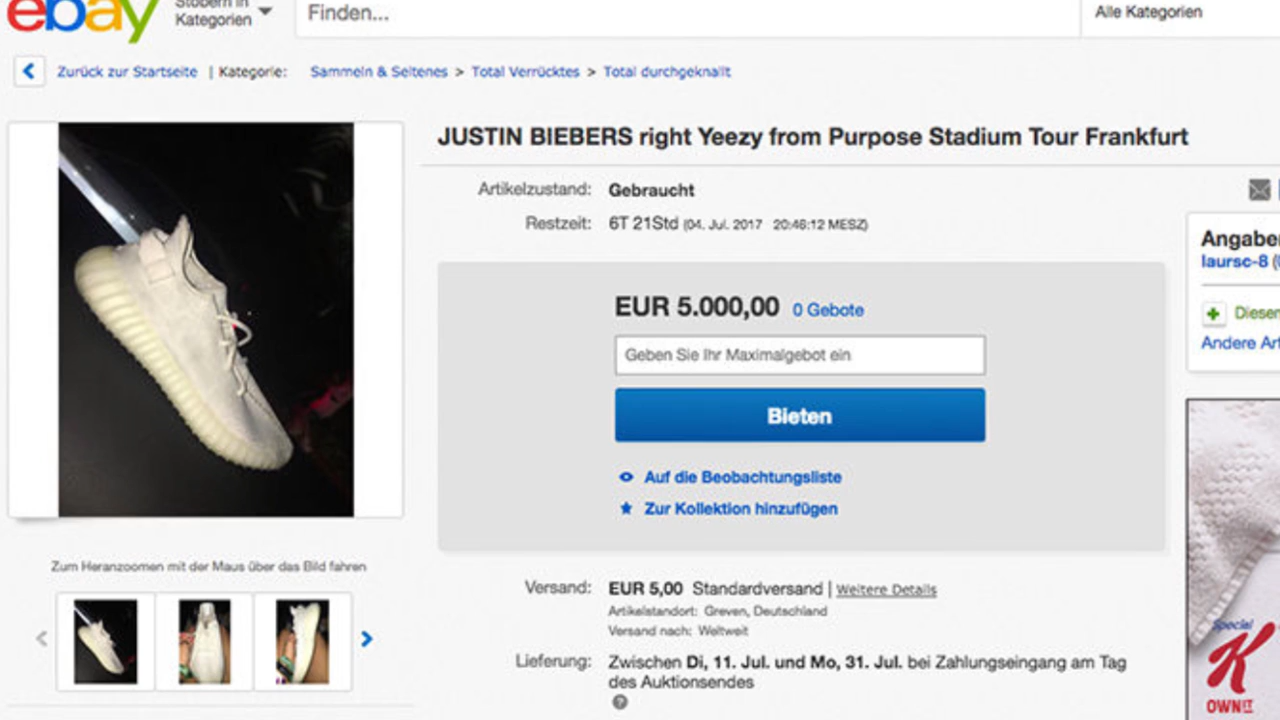 ebay
Stöbern in
Kategorien
Finden...
Alle Kategorien
Zurück zur Startseite | Kategorie: Sammeln & Seltenes > Total Verrücktes > Total durchgeknallt
JUSTIN BIEBERS right Yeezy from Purpose Stadium Tour Frankfurt
Artikelzustand: Gebraucht
Restzeit: 6T 21Std (04. Jul. 2017 20:46:12 MESZ)
EUR 5.000,00 0 Gebote
Geben Sie Ihr Maximalgebot ein
Bieten
Auf die Beobachtungsliste
Zur Kollektion hinzufügen
Zum Heranzoomen mit der Maus über das Bild fahren
Versand: EUR 5,00 Standardversand | Weitere Details
Artikelstandort: Greven, Deutschland
Versand nach: Weltweit
Lieferung: Zwischen Di, 11. Jul. und Mo, 31. Jul. bei Zahlungseingang am Tag
des Auktionsendes
Angaben
laursc-8 (
Diesen
Andere Art
Special
K
OWN IT